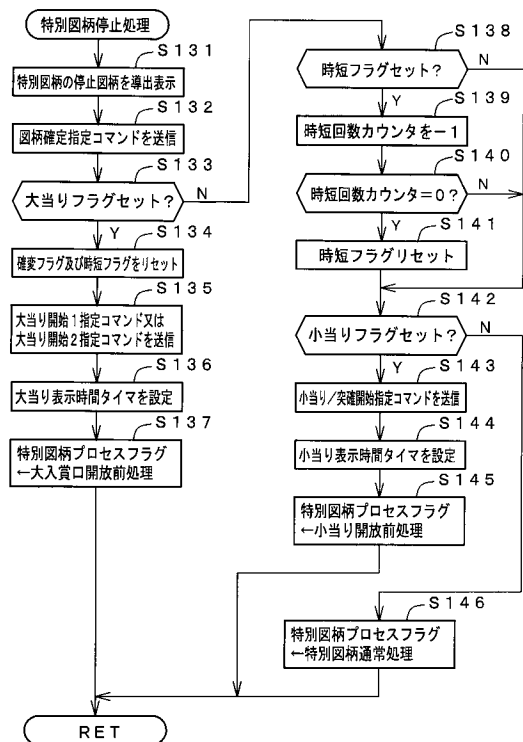 特別図柄停止処理
S131
特別図柄の停止図柄を導出表示
S132
図柄確定指定コマンドを送信
S133
大当りフラグセット?
N
Y
S134
確変フラグ及び時短フラグをリセット
S135
大当り開始1指定コマンド又は
大当り開始2指定コマンドを送信
S136
大当り表示時間タイマを設定
S137
特別図柄プロセスフラグ
←大入賞口開放前処理
S138
時短フラグセット?
N
Y
S139
時短回数カウンタを-1
S140
時短回数カウンタ=0?
N
Y
S141
時短フラグリセット
S142
小当りフラグセット?
N
Y
S143
小当り/突確開始指定コマンドを送信
S144
小当り表示時間タイマを設定
S145
特別図柄プロセスフラグ
←小当り開放前処理
S146
特別図柄プロセスフラグ
←特別図柄通常処理
RET